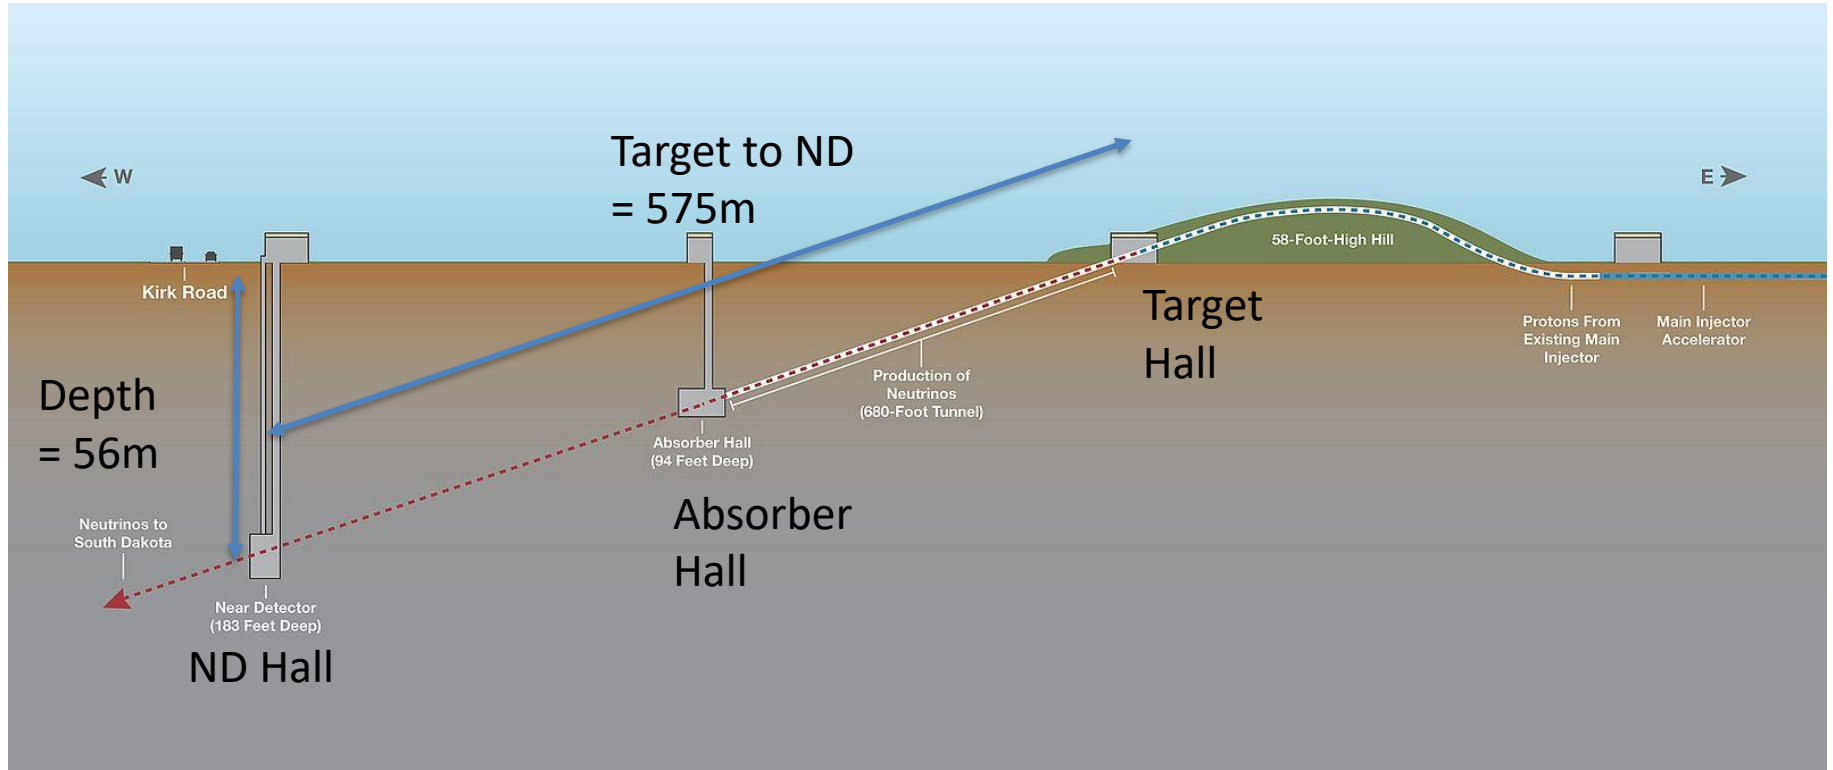 Target to ND
= 575m
W
E
58-Foot-High Hill
Kirk Road
Target
Hall
Protons From
Existing Main
Injector
Main Injector
Accelerator
Production of
Neutrinos
(680-Foot Tunnel)
Depth
= 56m
Absorber Hall
(94 Feet Deep)
Absorber
Hall
Neutrinos to
South Dakota
Near Detector
(183 Feet Deep)
ND Hall